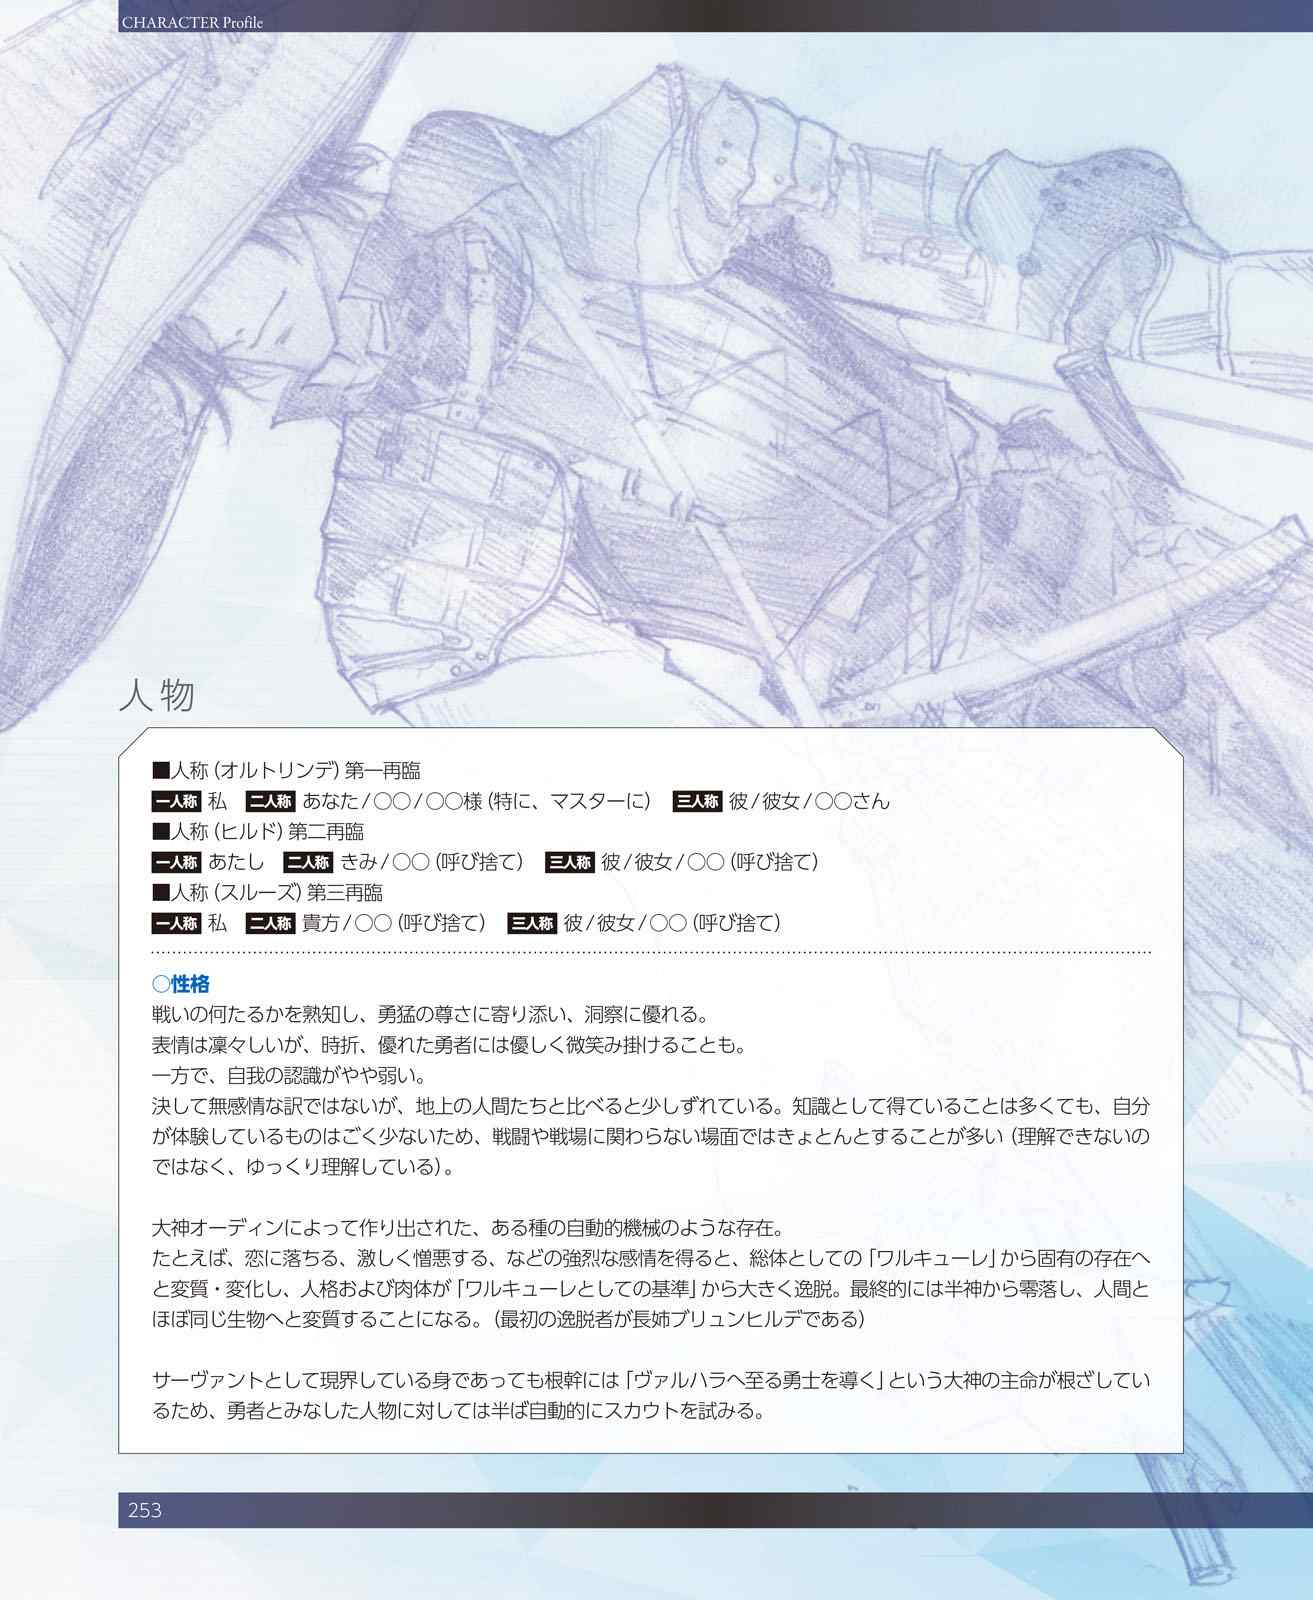 CHARACTER Profile
人物
■人称（オルトリンデ）第一再臨
一人称 私 二人称 あなた/○○/○○様（特に、マスターに） 三人称 彼/彼女/○○さん
■人称（ヒルド）第二再臨
一人称 あたし 二人称 きみ/○○（呼び捨て） 三人称 彼/彼女/○○（呼び捨て）
■人称（スルーズ）第三再臨
一人称 私 二人称 貴方/○○（呼び捨て） 三人称 彼/彼女/○○（呼び捨て）
○性格
戦いの何たるかを熟知し、勇猛の尊さに寄り添い、洞察に優れる。
表情は凜々しいが、時折、優れた勇者には優しく微笑み掛けることも。
一方で、自我の認識がやや弱い。
決して無感情な訳ではないが、地上の人間たちと比べると少しずれている。知識として得ていることは多くても、自分
が体験しているものはごく少ないため、戦闘や戦場に関わらない場面ではきょとんとすることが多い（理解できないの
ではなく、ゆっくり理解している）。
大神オーディンによって作り出された、ある種の自動的機械のような存在。
たとえば、恋に落ちる、激しく憎悪する、などの強烈な感情を得ると、総体としての「ワルキューレ」から固有の存在へ
と変質・変化し、人格および肉体が「ワルキューレとしての基準」から大きく逸脱。最終的には半神から零落し、人間と
ほぼ同じ生物へと変質することになる。（最初の逸脱者が長姉ブリュンヒルデである）
サーヴァントとして現界している身であっても根幹には「ヴァルハラへ至る勇士を導く」という大神の主命が根ざしてい
るため、勇者とみなした人物に対しては半ば自動的にスカウトを試みる。
253